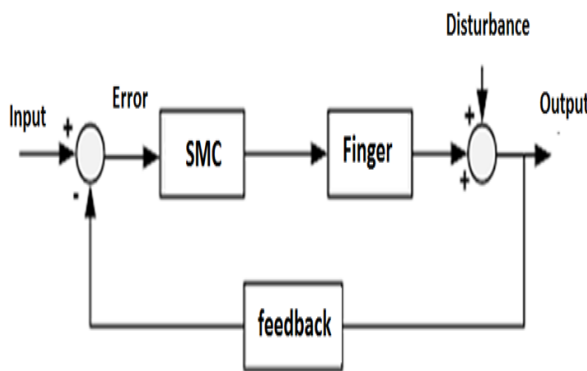 Disturbance
Input
Error
Output
+
-
SMC
Finger
+
+
feedback